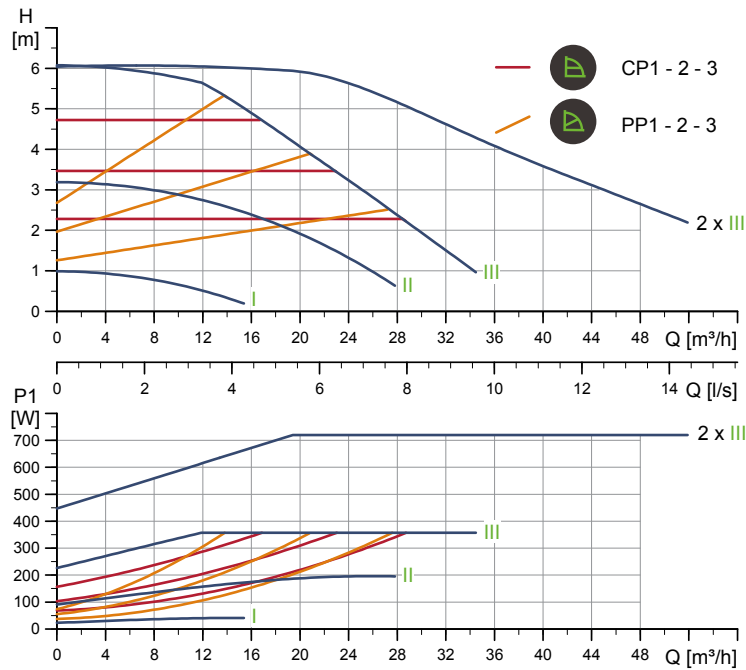 H
[m]
6
5
4
3
2
1
0
CP1 - 2 - 3
PP1 - 2 - 3
2 x III
III
II
I
0 4 8 12 16 20 24 28 32 36 40 44 48 Q [m³/h]
0 2 4 6 8 10 12 14 Q [l/s]
P1
[W]
700
600
500
400
300
200
100
0
2 x III
III
II
I
0 4 8 12 16 20 24 28 32 36 40 44 48 Q [m³/h]